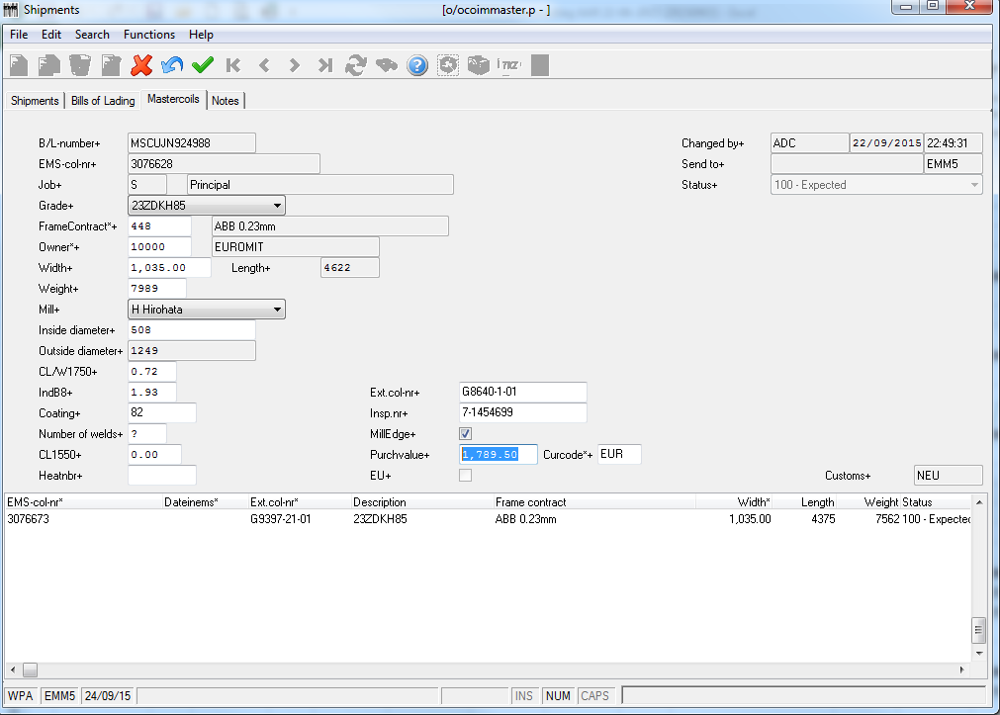 Shipments [o/ocoimmaster.p - ]
File Edit Search Functions Help
Shipments Bills of Lading Mastercoils Notes
B/L-number+ MSCUJN924988 Changed by+ ADC 22/09/2015 22:49:31
EMS-col-nr+ 3076628 Send to+ EMM5
Job+ S Principal Status+ 100 - Expected
Grade+ 23ZDKH85
FrameContract*+ 448 ABB 0.23mm
Owner*+ 10000 EUROMIT
Width+ 1,035.00 Length+ 4622
Weight+ 7989
Mill+ H Hirohata
Inside diameter+ 508
Outside diameter+ 1249
CL/W1750+ 0.72
IndB8+ 1.93 Ext.col-nr+ G8640-1-01
Coating+ 82 Insp.nr+ 7-1454699
Number of welds+ ? MillEdge+
CL1550+ 0.00 Purchvalue+ 1,789.50 Curcode*+ EUR
Heatnbr+ EU+ Customs+ NEU
EMS-col-nr* Dateinems* Ext.col-nr* Description Frame contract Width* Length Weight Status
3076673 G9397-21-01 23ZDKH85 ABB 0.23mm 1,035.00 4375 7562 100 - Expected
WPA EMM5 24/09/15 INS NUM CAPS